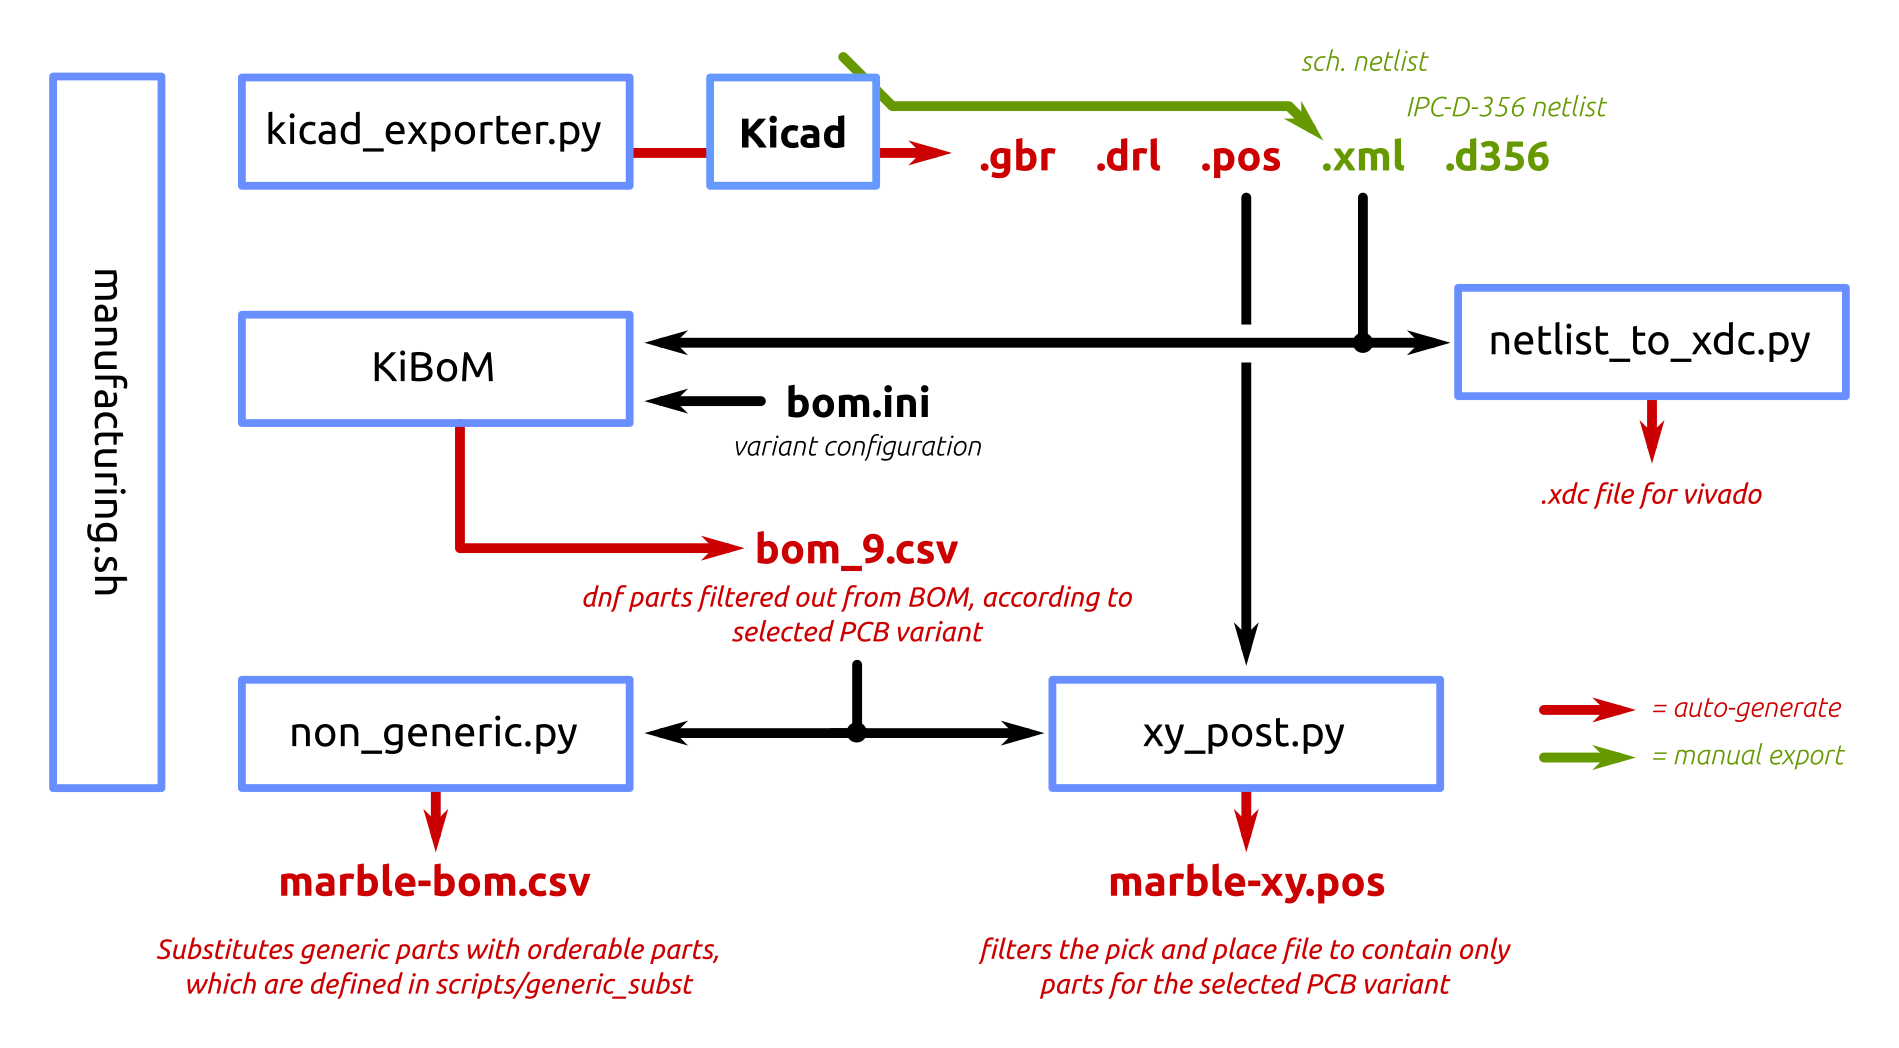 manufacturing.sh
kicad_exporter.py
Kicad
sch. netlist
IPC-D-356 netlist
.gbr .drl .pos .xml .d356
KiBoM
netlist_to_xdc.py
bom.ini
variant configuration
.xdc file for vivado
bom_9.csv
dnf parts filtered out from BOM, according to
selected PCB variant
non_generic.py
xy_post.py
= auto-generate
= manual export
marble-bom.csv
Substitutes generic parts with orderable parts,
which are defined in scripts/generic_subst
marble-xy.pos
filters the pick and place file to contain only
parts for the selected PCB variant